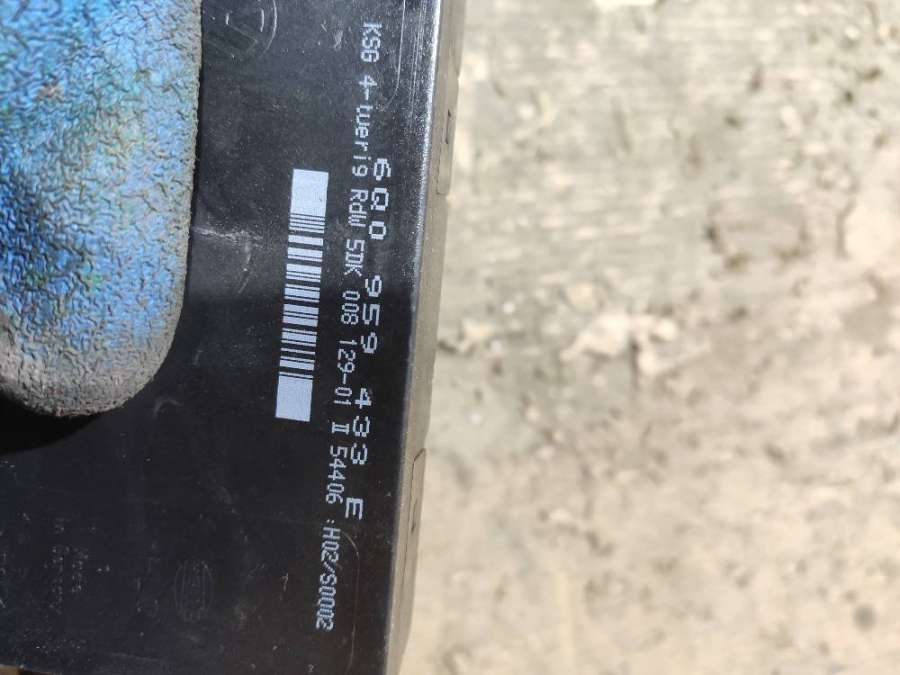 6Q0 959 433 E
KSG 4-tuerig RdW 5DK 008 129-01 II 54406 :H02/S0002